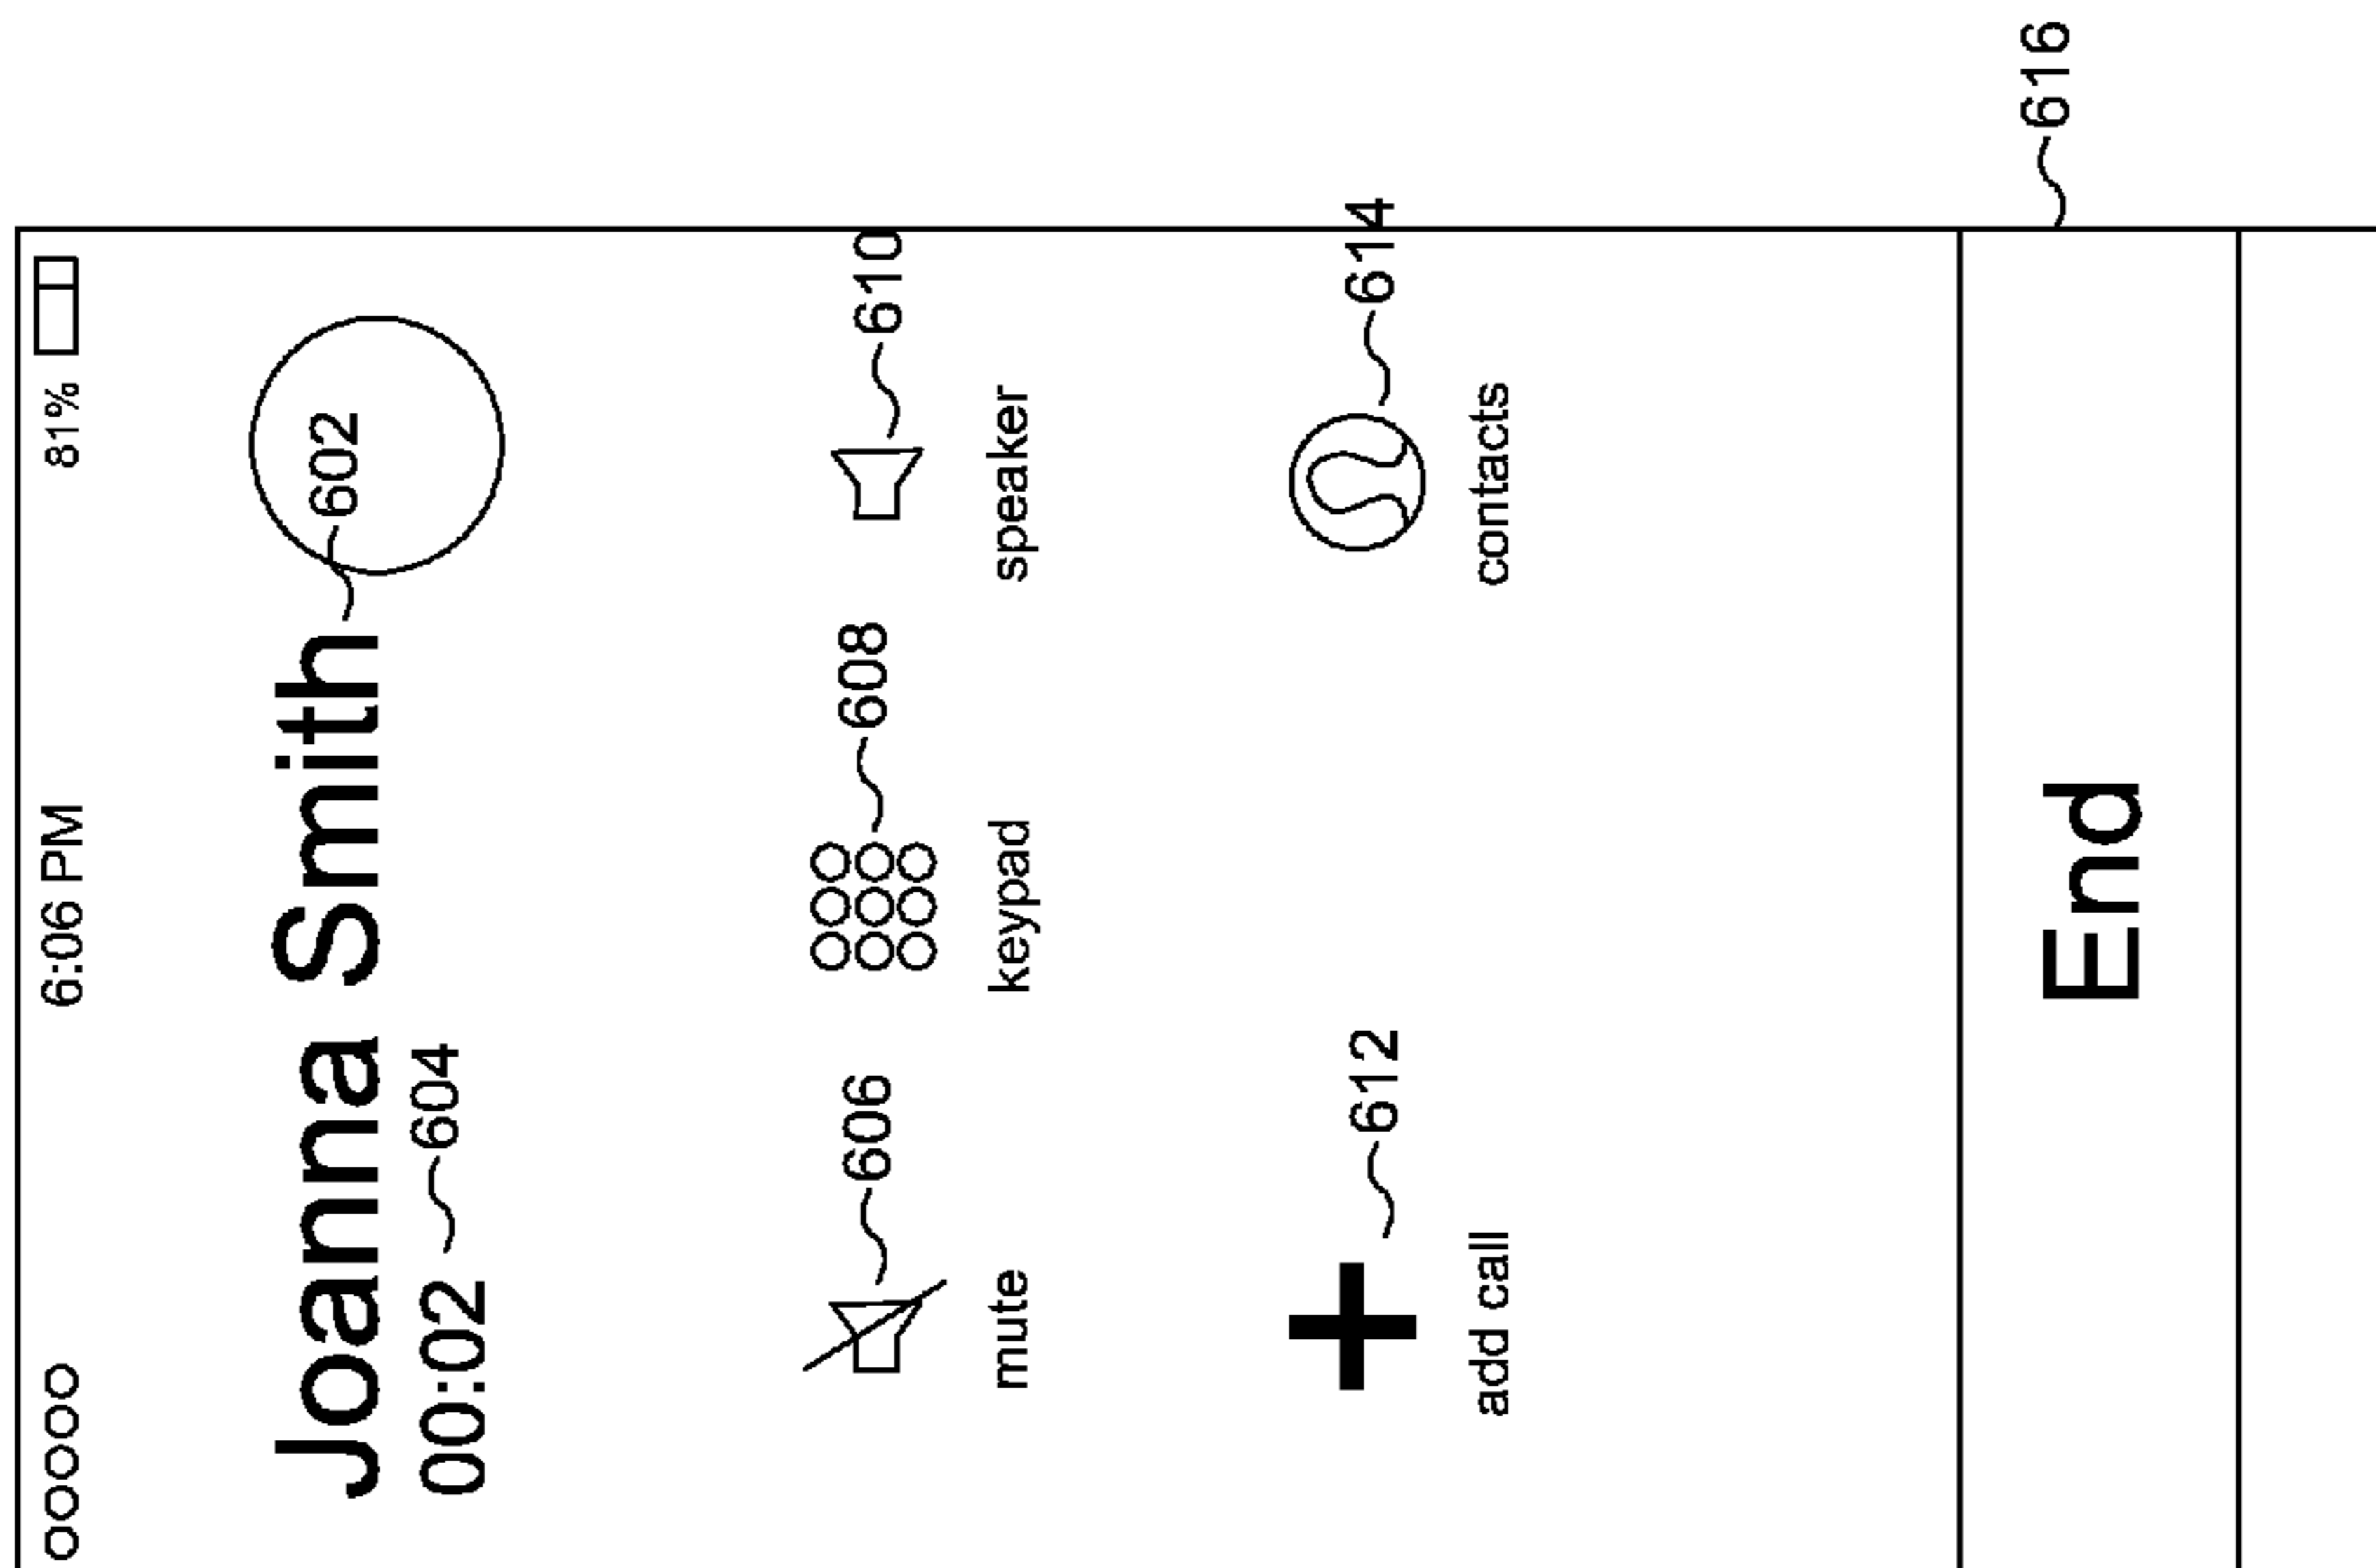 616
6:06 PM 81%
Joanna Smith 602
00:02 604
606 608 610
mute keypad speaker
612 614
add call contacts
End